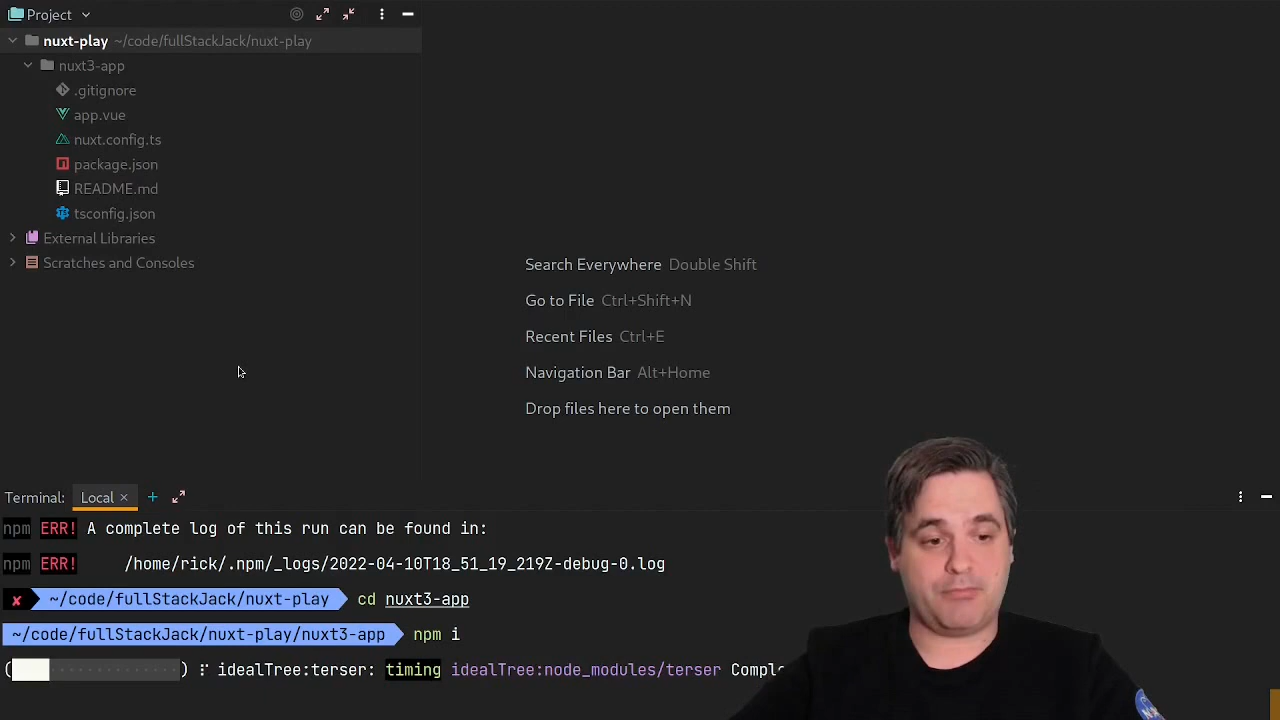 Project
nuxt-play ~/code/fullStackJack/nuxt-play
nuxt3-app
.gitignore
app.vue
nuxt.config.ts
package.json
README.md
tsconfig.json
External Libraries
Scratches and Consoles
Search Everywhere Double Shift
Go to File Ctrl+Shift+N
Recent Files Ctrl+E
Navigation Bar Alt+Home
Drop files here to open them
Terminal: Local × +
npm ERR! A complete log of this run can be found in:
npm ERR! /home/rick/.npm/_logs/2022-04-10T18_51_19_219Z-debug-0.log
✘ ~/code/fullStackJack/nuxt-play cd nuxt3-app
~/code/fullStackJack/nuxt-play/nuxt3-app npm i
( ··············) ⠏ idealTree:terser: timing idealTree:node_modules/terser Comple